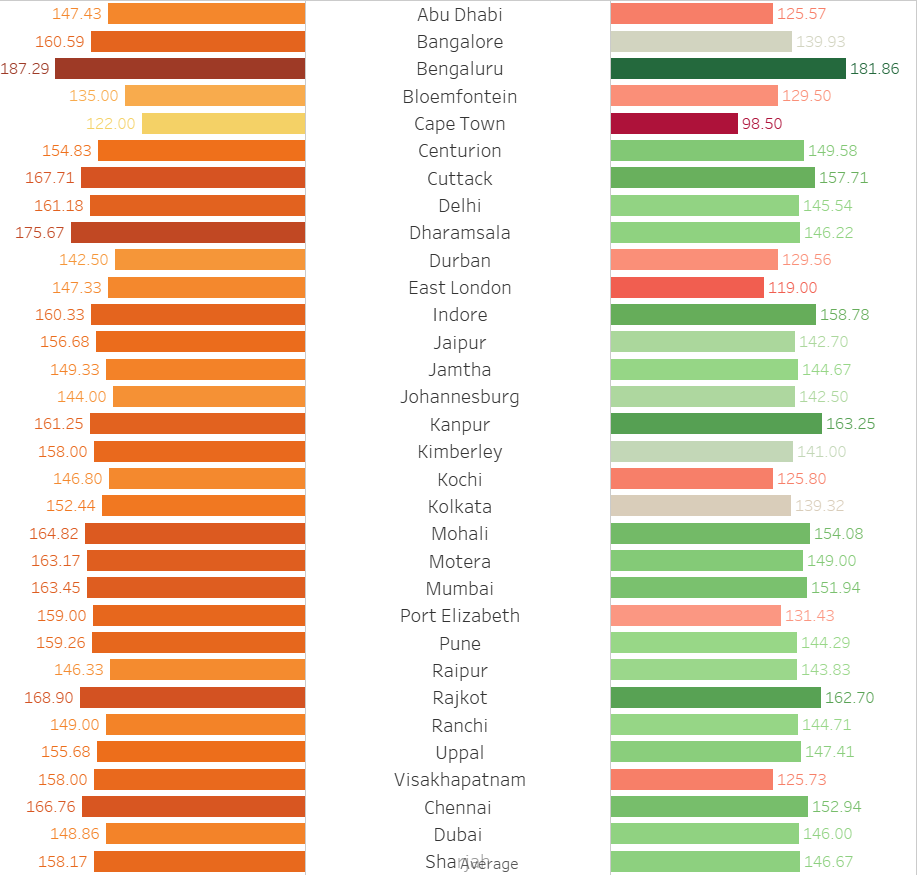 147.43 Abu Dhabi 125.57
160.59 Bangalore 139.93
187.29 Bengaluru 181.86
135.00 Bloemfontein 129.50
122.00 Cape Town 98.50
154.83 Centurion 149.58
167.71 Cuttack 157.71
161.18 Delhi 145.54
175.67 Dharamsala 146.22
142.50 Durban 129.56
147.33 East London 119.00
160.33 Indore 158.78
156.68 Jaipur 142.70
149.33 Jamtha 144.67
144.00 Johannesburg 142.50
161.25 Kanpur 163.25
158.00 Kimberley 141.00
146.80 Kochi 125.80
152.44 Kolkata 139.32
164.82 Mohali 154.08
163.17 Motera 149.00
163.45 Mumbai 151.94
159.00 Port Elizabeth 131.43
159.26 Pune 144.29
146.33 Raipur 143.83
168.90 Rajkot 162.70
149.00 Ranchi 144.71
155.68 Uppal 147.41
158.00 Visakhapatnam 125.73
166.76 Chennai 152.94
148.86 Dubai 146.00
158.17 Sharjah 146.67
Average